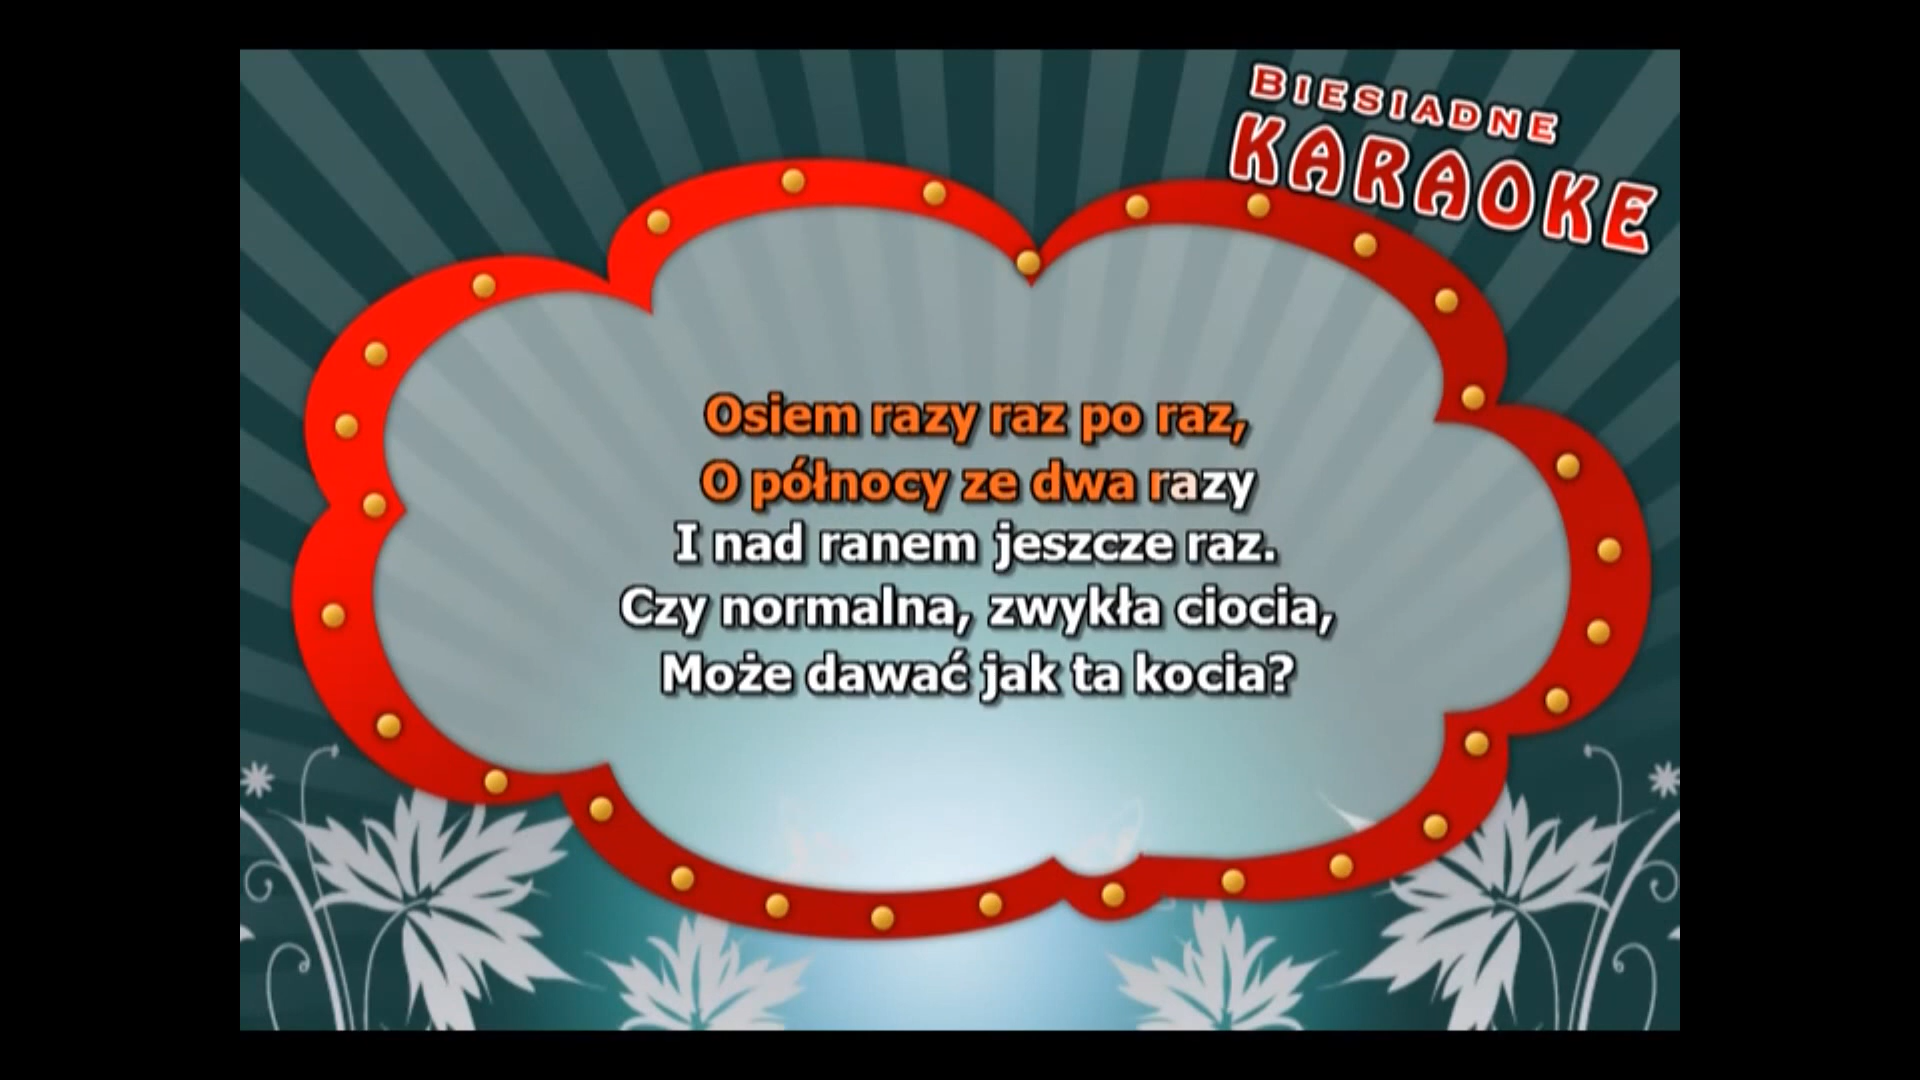 BIESIADNE
KARAOKE
Osiem razy raz po raz,
O północy ze dwa razy
I nad ranem jeszcze raz.
Czy normalna, zwykła ciocia,
Może dawać jak ta kocia?